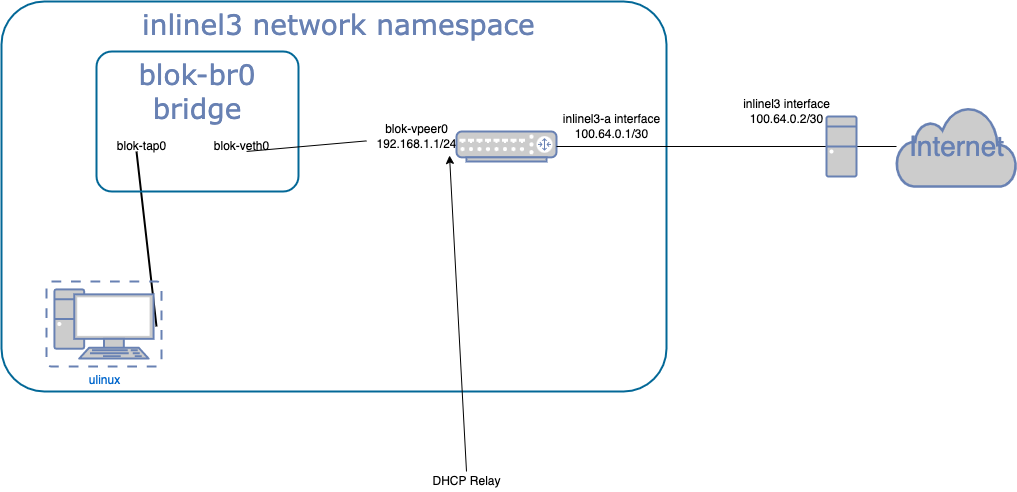 inlinel3 network namespace
blok-br0
bridge
blok-tap0
blok-veth0
blok-vpeer0
192.168.1.1/24
inlinel3-a interface
100.64.0.1/30
inlinel3 interface
100.64.0.2/30
Internet
ulinux
DHCP Relay